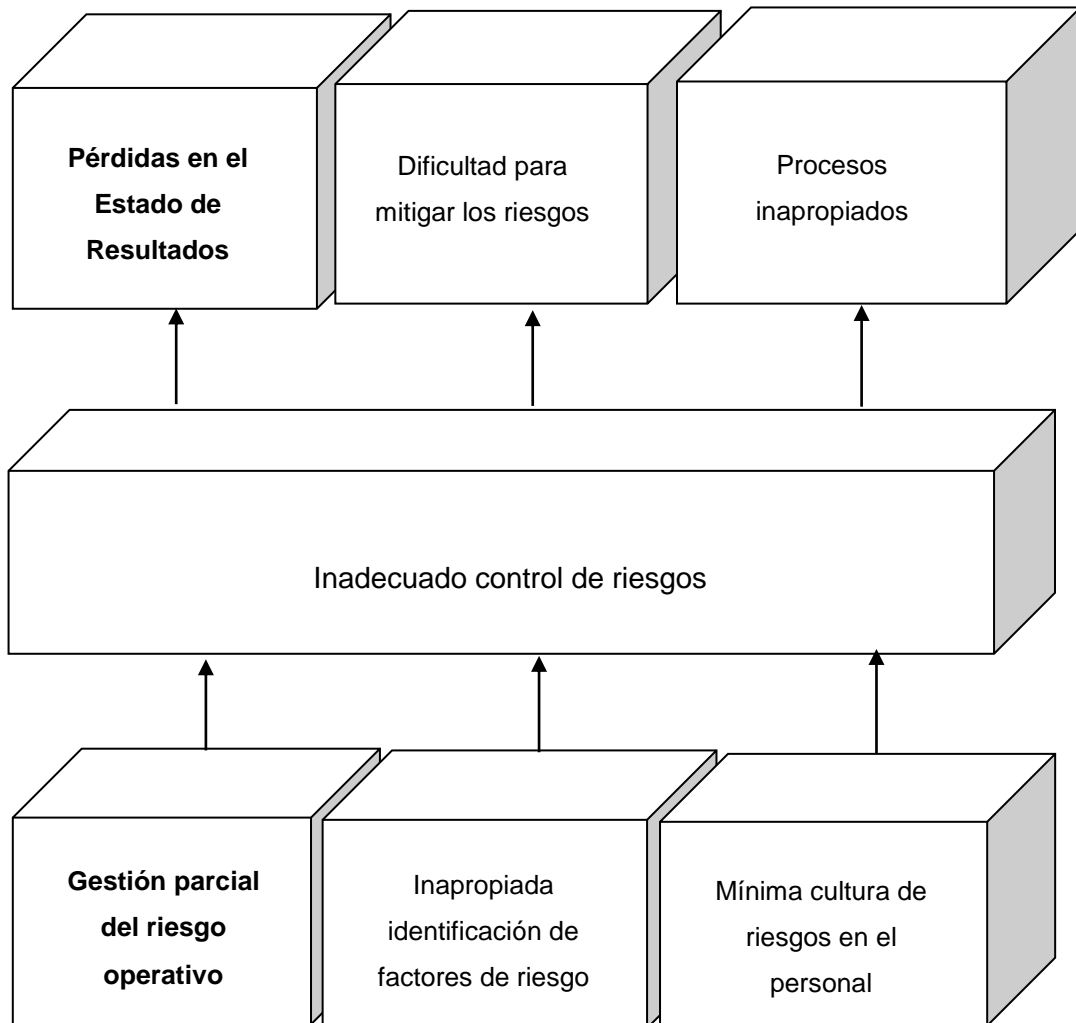 Pérdidas en el
Estado de
Resultados
Dificultad para
mitigar los riesgos
Procesos
inapropiados
Inadecuado control de riesgos
Gestión parcial
del riesgo
operativo
Inapropiada
identificación de
factores de riesgo
Mínima cultura de
riesgos en el
personal